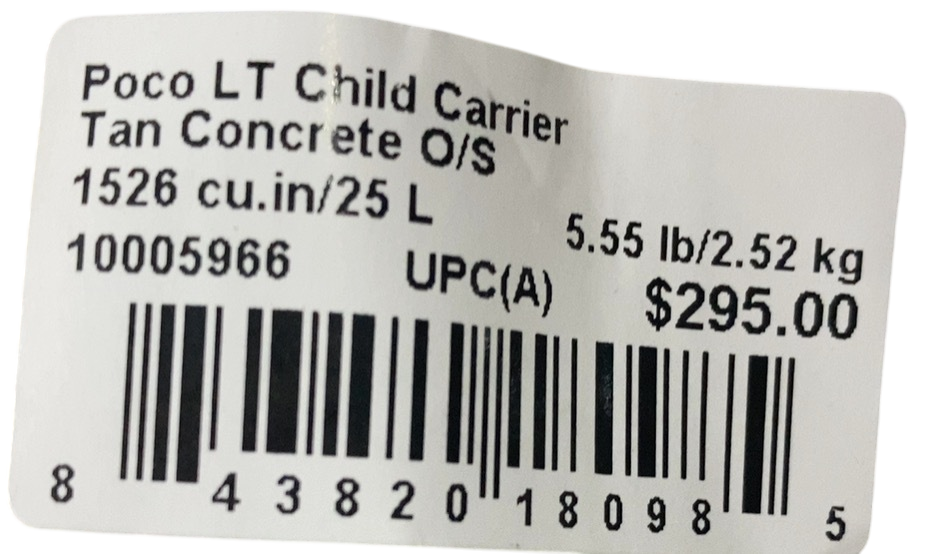 Poco LT Child Carrier
Tan Concrete O/S
1526 cu.in/25 L 5.55 lb/2.52 kg
10005966 UPC(A) $295.00
8 43820 18098 5